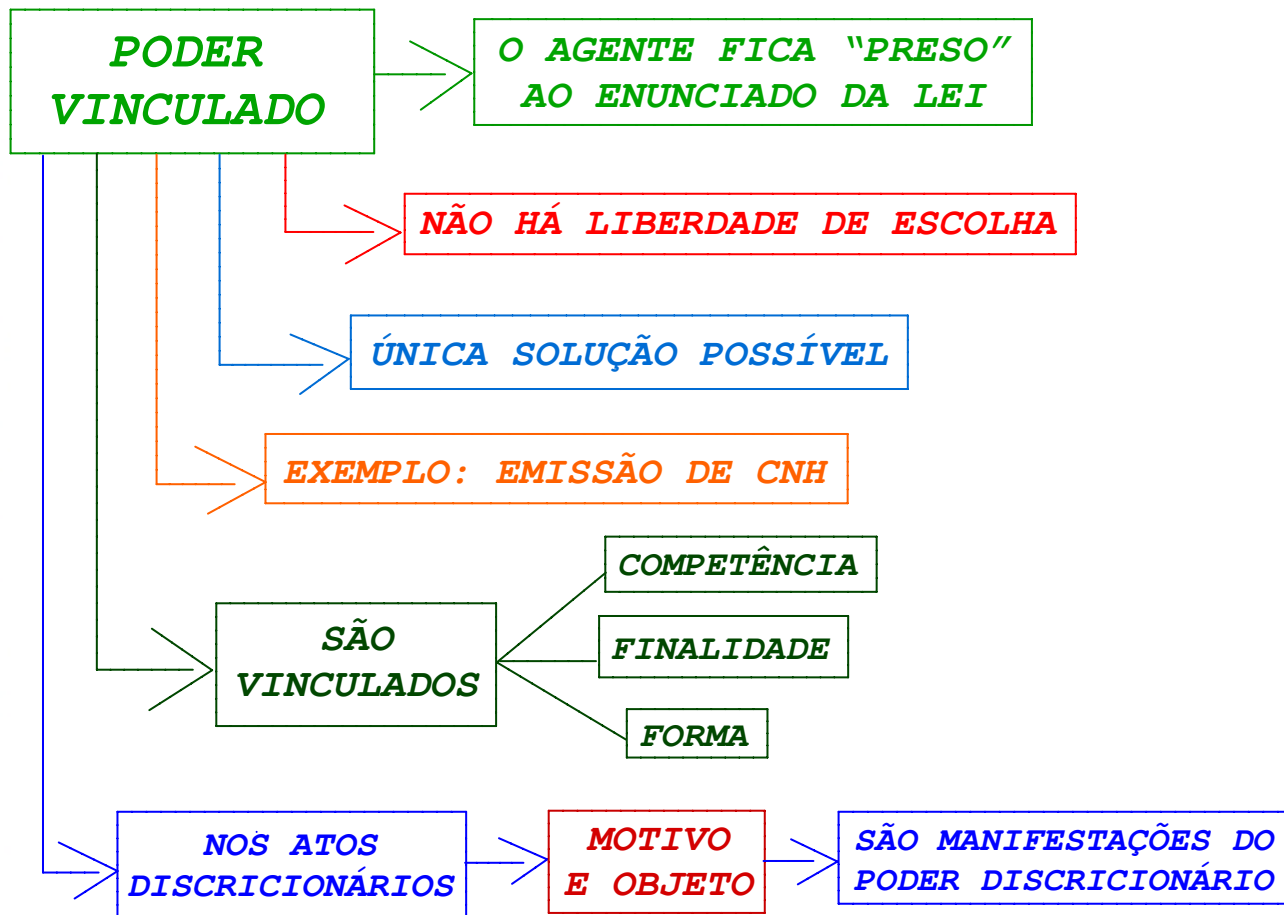 PODER
VINCULADO
O AGENTE FICA “PRESO”
AO ENUNCIADO DA LEI
NÃO HÁ LIBERDADE DE ESCOLHA
ÚNICA SOLUÇÃO POSSÍVEL
EXEMPLO: EMISSÃO DE CNH
SÃO
VINCULADOS
COMPETÊNCIA
FINALIDADE
FORMA
NOS ATOS
DISCRICIONÁRIOS
MOTIVO
E OBJETO
SÃO MANIFESTAÇÕES DO
PODER DISCRICIONÁRIO